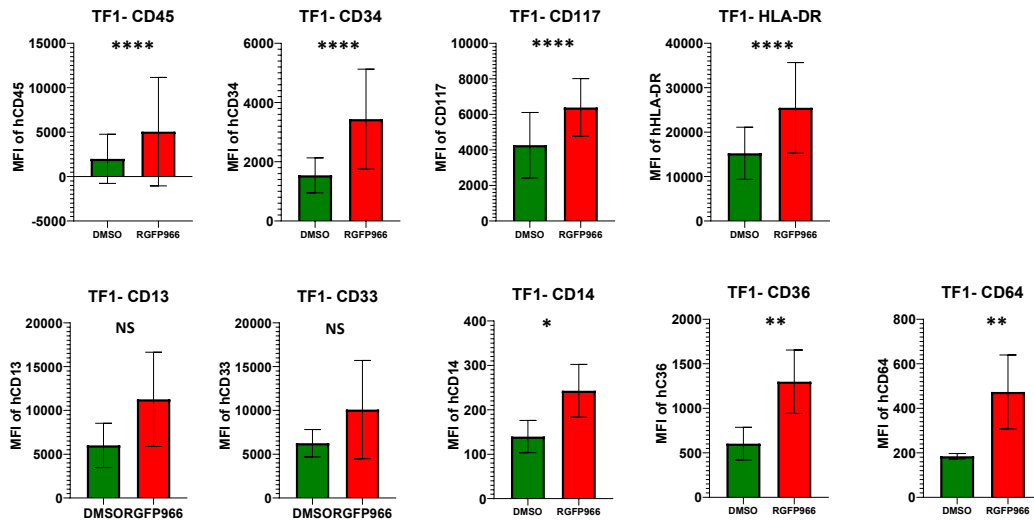 TF1- CD45
****
MFI of hCD45
15000
10000
5000
0
-5000
DMSO RGFP966
TF1- CD34
****
MFI of hCD34
6000
4000
2000
0
DMSO RGFP966
TF1- CD117
****
MFI of CD117
10000
8000
6000
4000
2000
0
DMSO RGFP966
TF1- HLA-DR
****
MFI of hHLA-DR
40000
30000
20000
10000
0
DMSO RGFP966
TF1- CD13
NS
MFI of hCD13
20000
15000
10000
5000
0
DMSORGFP966
TF1- CD33
NS
MFI of hCD33
20000
15000
10000
5000
0
DMSORGFP966
TF1- CD14
*
MFI of hCD14
400
300
200
100
0
DMSO RGFP966
TF1- CD36
**
MFI of hC36
2000
1500
1000
500
0
DMSO RGFP966
TF1- CD64
**
MFI of hCD64
800
600
400
200
0
DMSO RGFP966